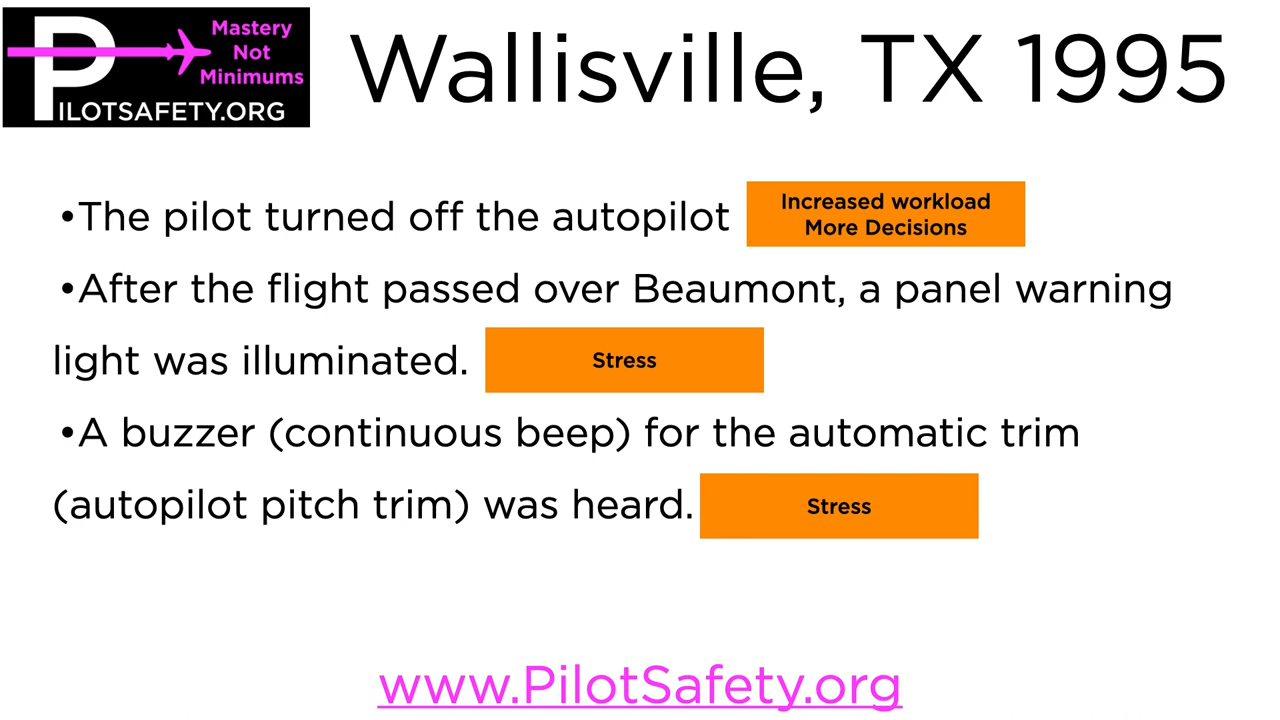 Mastery
Not
Minimums
PILOTSAFETY.ORG
Wallisville, TX 1995
•The pilot turned off the autopilot
Increased workload
More Decisions
•After the flight passed over Beaumont, a panel warning
light was illuminated.
Stress
•A buzzer (continuous beep) for the automatic trim
(autopilot pitch trim) was heard.
Stress
www.PilotSafety.org